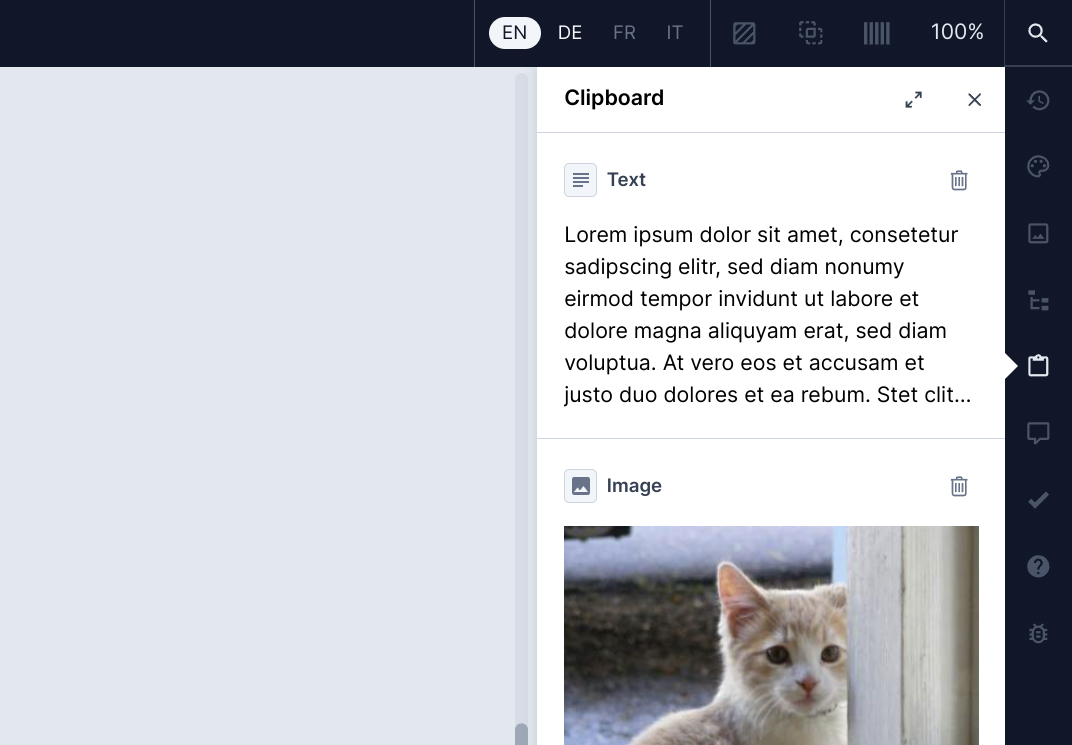 EN DE FR IT 100%
Clipboard
Text
Lorem ipsum dolor sit amet, consetetur
sadipscing elitr, sed diam nonumy
eirmod tempor invidunt ut labore et
dolore magna aliquyam erat, sed diam
voluptua. At vero eos et accusam et
justo duo dolores et ea rebum. Stet clit...
Image